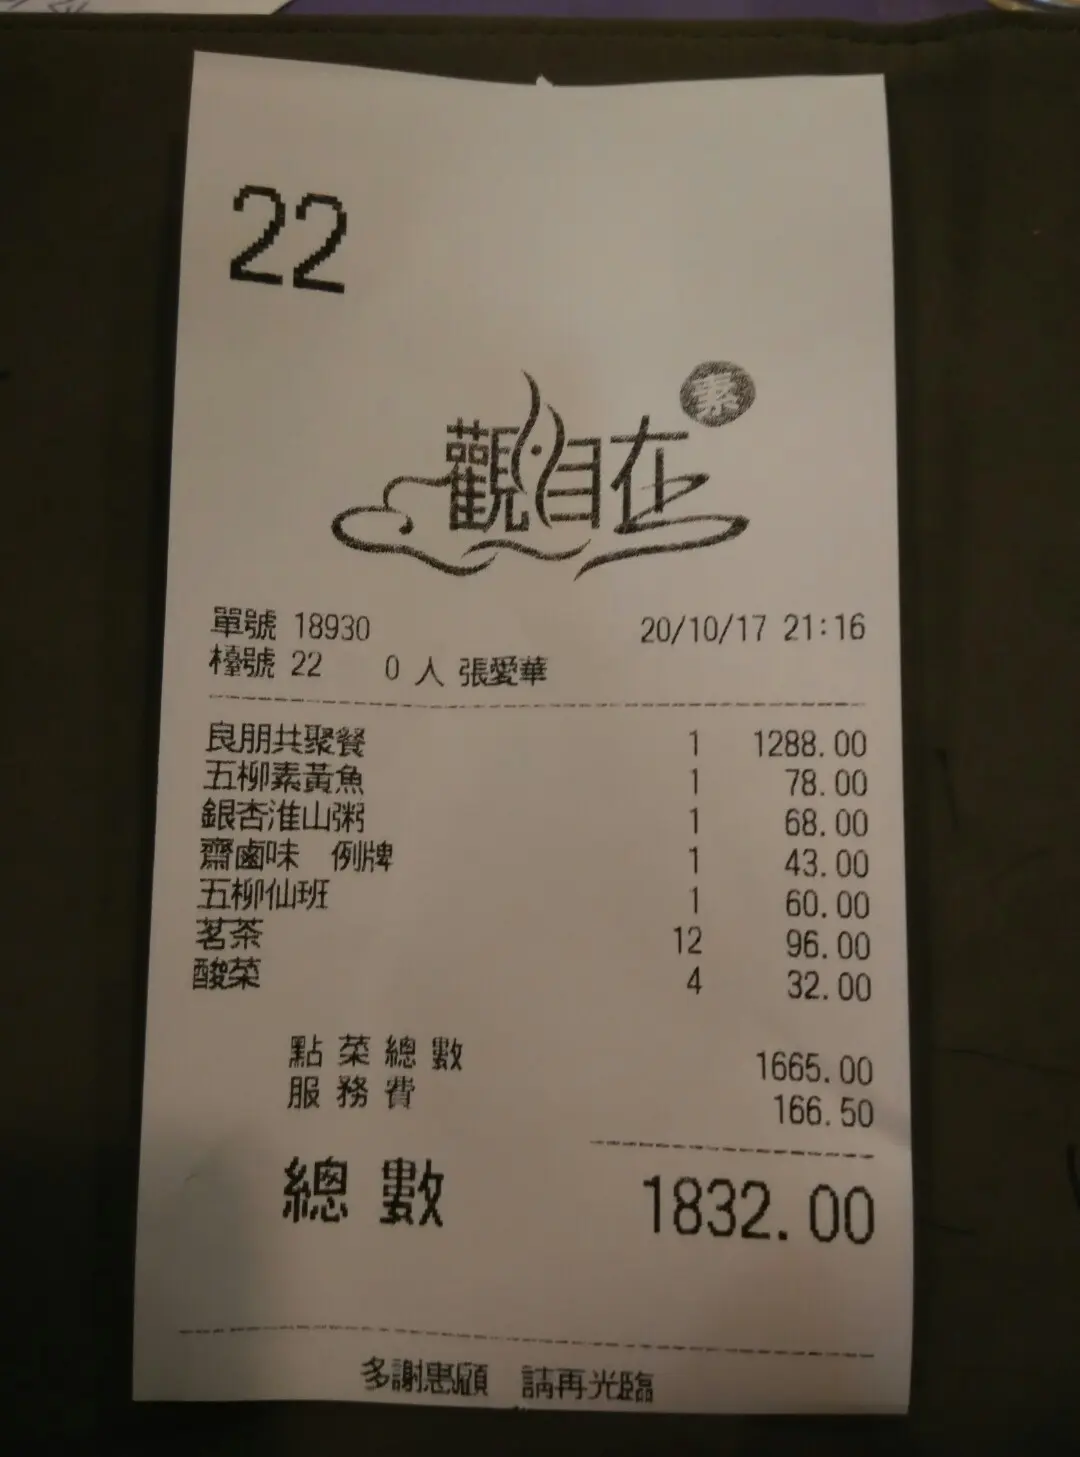 22
素
觀自在
單號 18930 20/10/17 21:16
檯號 22 0 人 張愛華
良朋共聚餐 1 1288.00
五柳素黃魚 1 78.00
銀杏淮山粥 1 68.00
齋鹵味 例牌 1 43.00
五柳仙班 1 60.00
茗茶 12 96.00
酸菜 4 32.00
點菜總數 1665.00
服務費 166.50
總數 1832.00
多謝惠顧 請再光臨